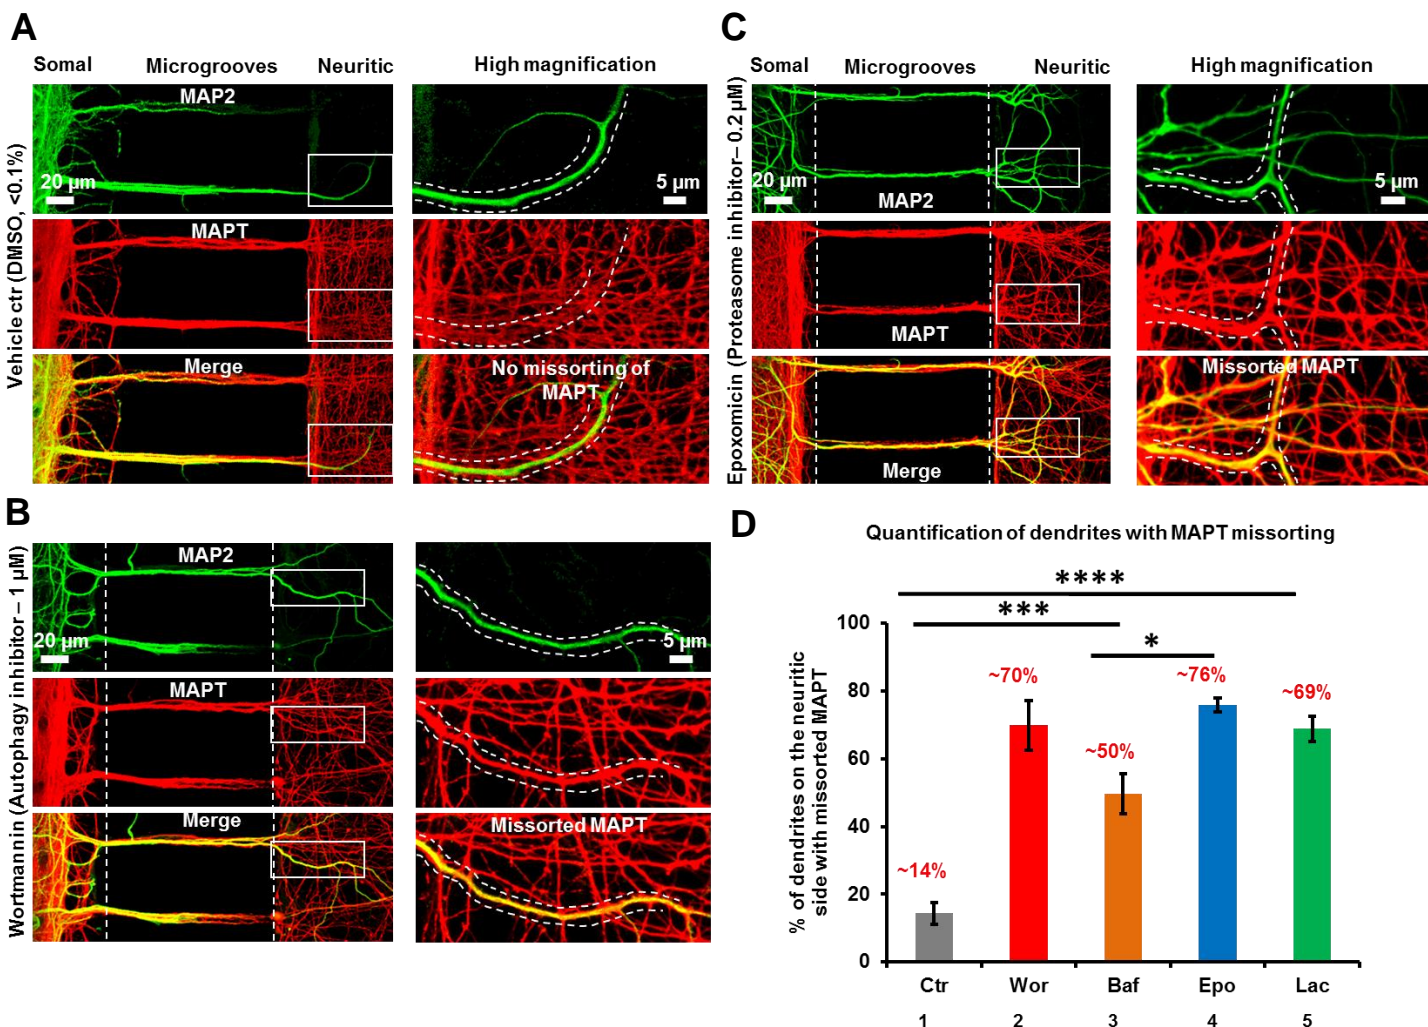 A
Somal Microgrooves Neuritic High magnification
Vehicle ctr (DMSO, <0.1%)
MAP2
20 µm
5 µm
MAPT
Merge
No missorting of
MAPT
B
Wortmannin (Autophagy inhibitor – 1 µM)
MAP2
20 µm
5 µm
MAPT
Merge
Missorted MAPT
C
Somal Microgrooves Neuritic High magnification
Epoxomicin (Proteasome inhibitor– 0.2 µM)
20 µm
MAP2
5 µm
MAPT
Merge
Missorted MAPT
D
Quantification of dendrites with MAPT missorting
% of dendrites on the neuritic
side with missorted MAPT
****
***
*
100
80
60
40
20
0
~14%
~70%
~50%
~76%
~69%
Ctr Wor Baf Epo Lac
1 2 3 4 5